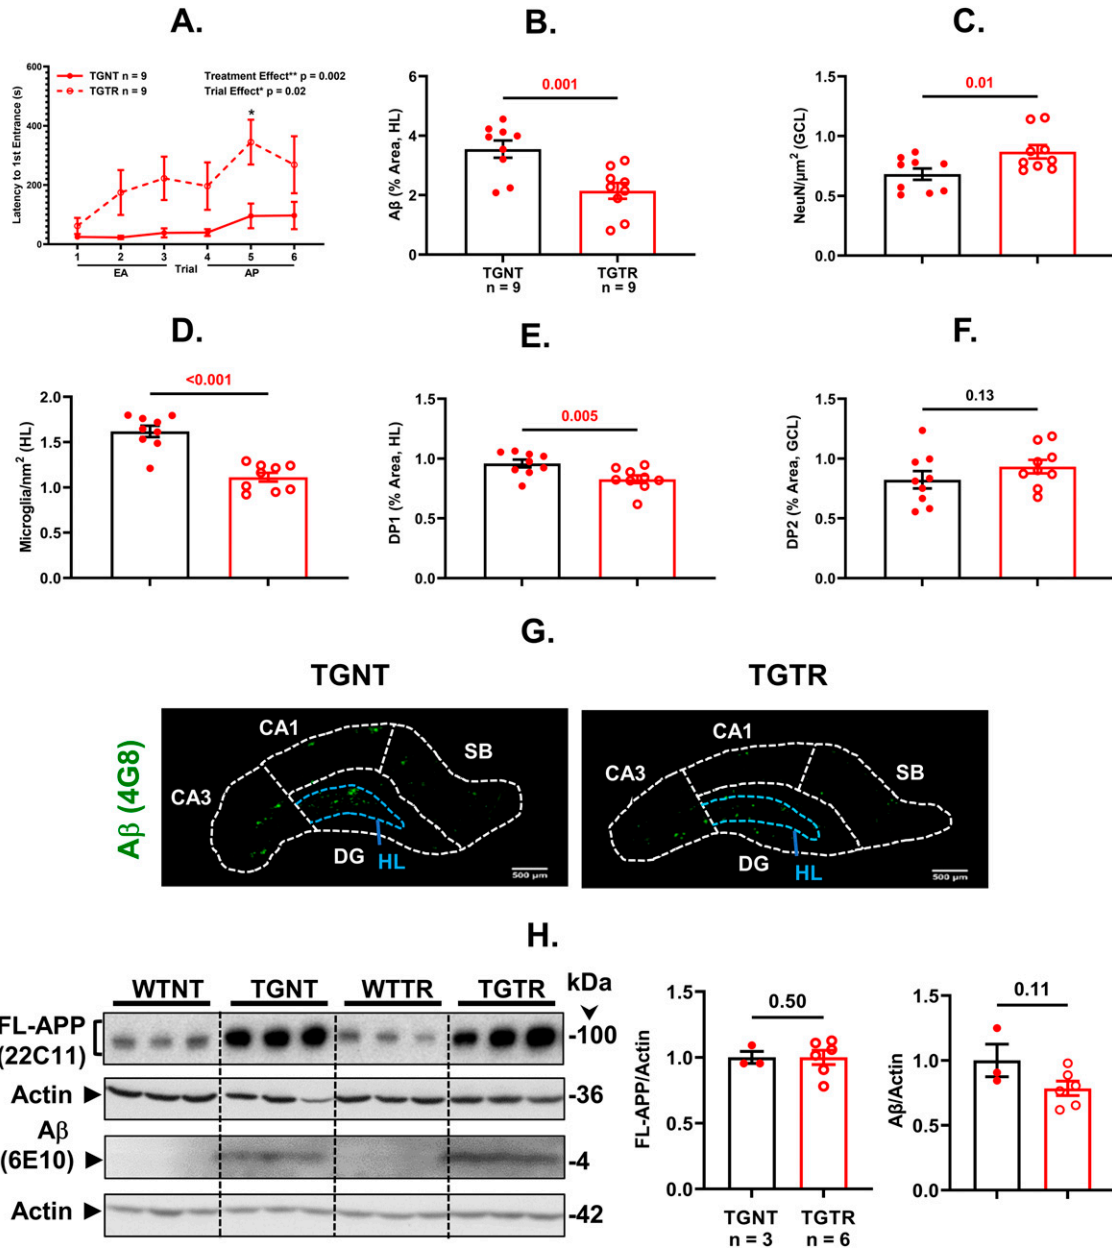 A.
600
400
200
0
Latency to 1st Entrance (s)
TGNT n = 9
TGTR n = 9
Treatment Effect** p = 0.002
Trial Effect* p = 0.02
*
1 2 3 4 5 6
EA Trial AP
B.
6
4
2
0
Aβ (% Area, HL)
0.001
TGNT TGTR
n = 9 n = 9
C.
1.5
1.0
0.5
0.0
NeuN/µm² (GCL)
0.01
D.
2.0
1.5
1.0
0.5
0.0
Microglia/nm² (HL)
<0.001
E.
1.5
1.0
0.5
0.0
DP1 (% Area, HL)
0.005
F.
1.5
1.0
0.5
0.0
DP2 (% Area, GCL)
0.13
G.
TGNT TGTR
Aβ (4G8)
CA1
SB
CA3
DG
HL
500 µm
CA1
SB
CA3
DG
HL
500 µm
H.
WTNT TGNT WTTR TGTR kDa
FL-APP
(22C11)
-100
Actin -36
Aβ
(6E10) -4
Actin -42
1.5
1.0
0.5
0.0
FL-APP/Actin
0.50
TGNT TGTR
n = 3 n = 6
1.5
1.0
0.5
0.0
Aβ/Actin
0.11